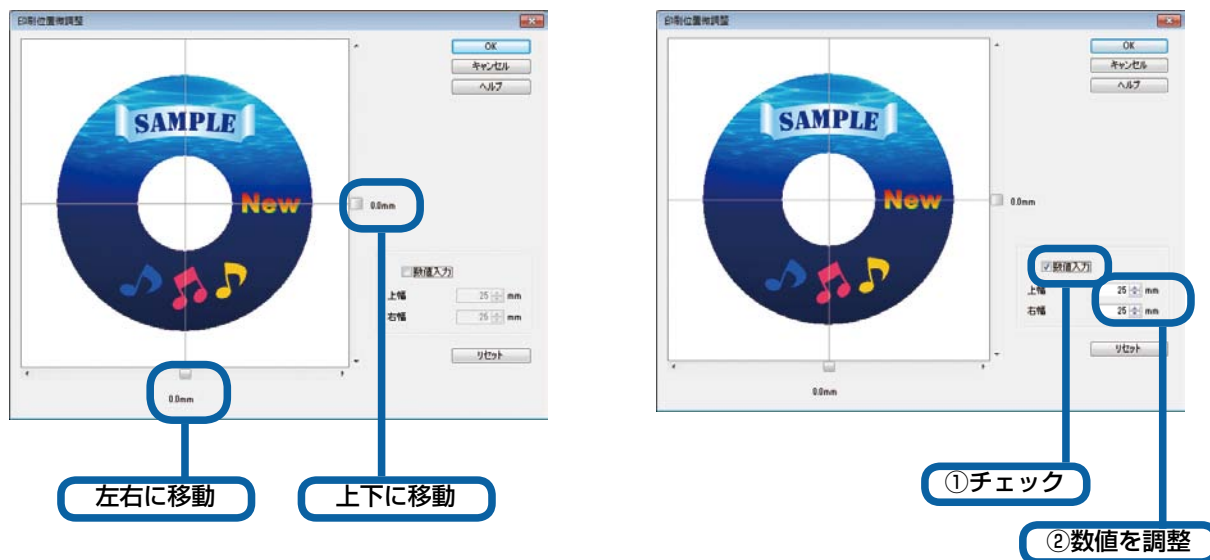 印刷位置微調整
OK
キャンセル
ヘルプ
SAMPLE
New
0.0mm
数値入力
上幅 25 mm
右幅 25 mm
リセット
0.0mm
左右に移動
上下に移動
印刷位置微調整
OK
キャンセル
ヘルプ
SAMPLE
New
0.0mm
数値入力
上幅 25 mm
右幅 25 mm
リセット
0.0mm
①チェック
②数値を調整